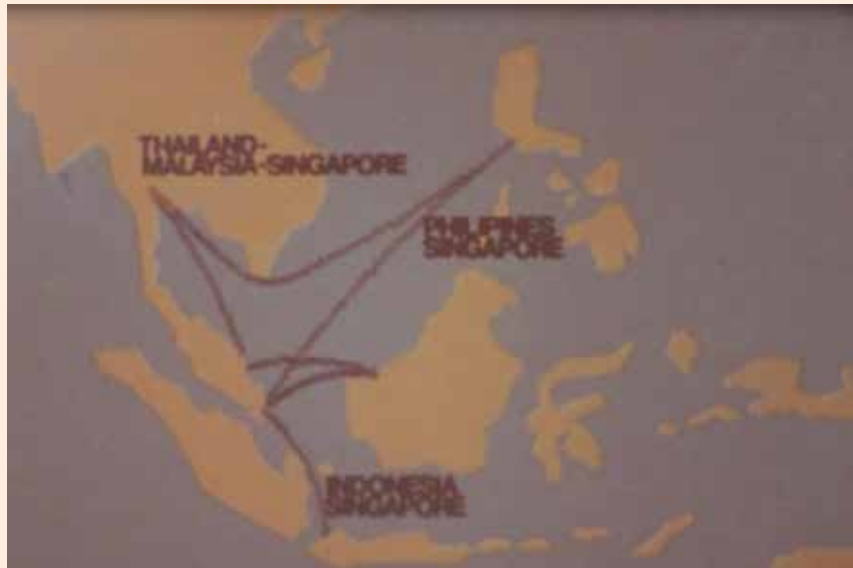 THAILAND-
MALAYSIA-SINGAPORE
PHILIPINES
SINGAPORE
INDONESIA
SINGAPORE